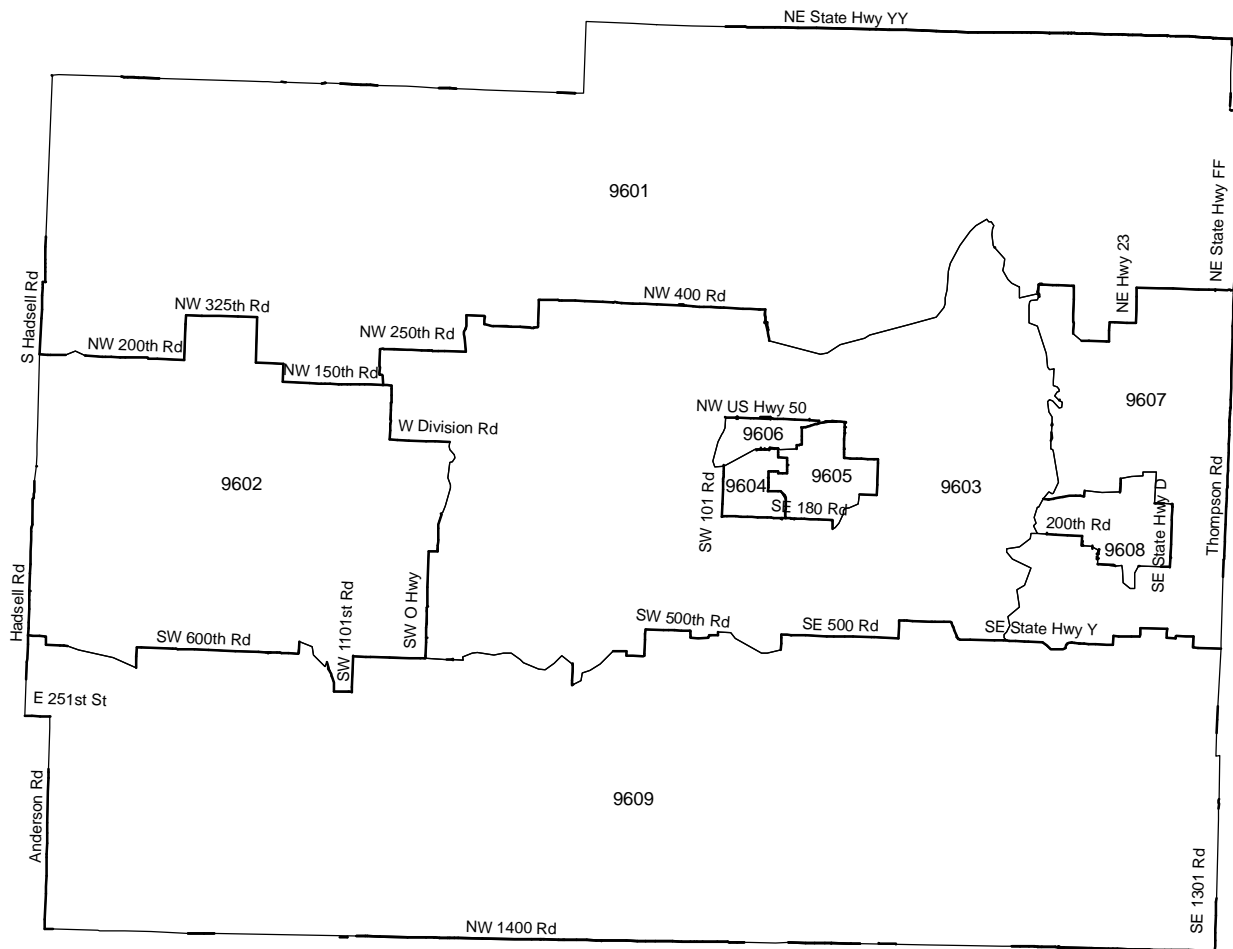 NE State Hwy YY
9601
NE State Hwy FF
NE Hwy 23
S Hadsell Rd
NW 325th Rd
NW 400 Rd
NW 250th Rd
NW 200th Rd
NW 150th Rd
9607
NW US Hwy 50
W Division Rd
9606
9602
9604
9605
9603
Thompson Rd
SW 101 Rd
SE 180 Rd
SE State Hwy D
200th Rd
9608
Hadsell Rd
SW O Hwy
SW 1101st Rd
SW 600th Rd
SW 500th Rd
SE 500 Rd
SE State Hwy Y
E 251st St
9609
Anderson Rd
SE 1301 Rd
NW 1400 Rd